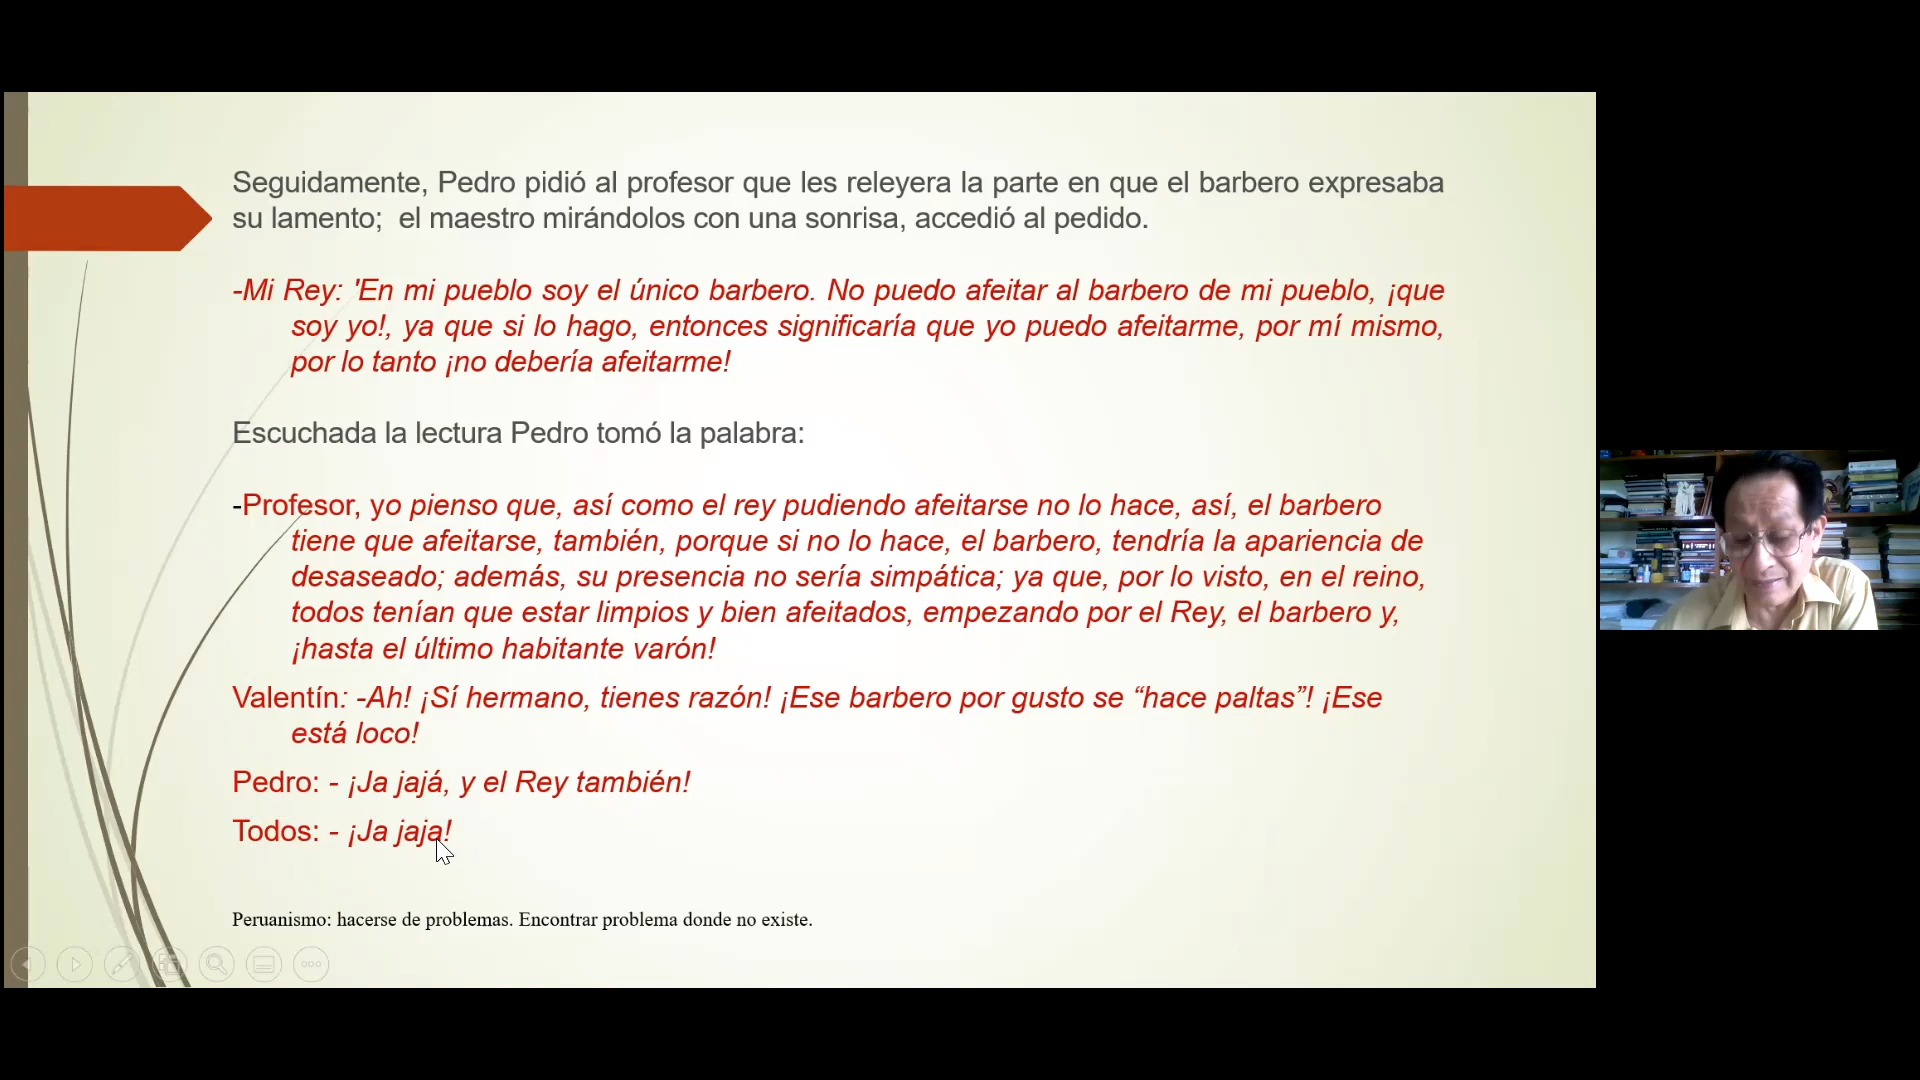 Seguidamente, Pedro pidió al profesor que les releyera la parte en que el barbero expresaba
su lamento;  el maestro mirándolos con una sonrisa, accedió al pedido.
-Mi Rey: 'En mi pueblo soy el único barbero. No puedo afeitar al barbero de mi pueblo, ¡que
soy yo!, ya que si lo hago, entonces significaría que yo puedo afeitarme, por mí mismo,
por lo tanto ¡no debería afeitarme!
Escuchada la lectura Pedro tomó la palabra:
-Profesor, yo pienso que, así como el rey pudiendo afeitarse no lo hace, así, el barbero
tiene que afeitarse, también, porque si no lo hace, el barbero, tendría la apariencia de
desaseado; además, su presencia no sería simpática; ya que, por lo visto, en el reino,
todos tenían que estar limpios y bien afeitados, empezando por el Rey, el barbero y,
¡hasta el último habitante varón!
Valentín: -Ah! ¡Sí hermano, tienes razón! ¡Ese barbero por gusto se “hace paltas”! ¡Ese
está loco!
Pedro: - ¡Ja jajá, y el Rey también!
Todos: - ¡Ja jaja!
Peruanismo: hacerse de problemas. Encontrar problema donde no existe.